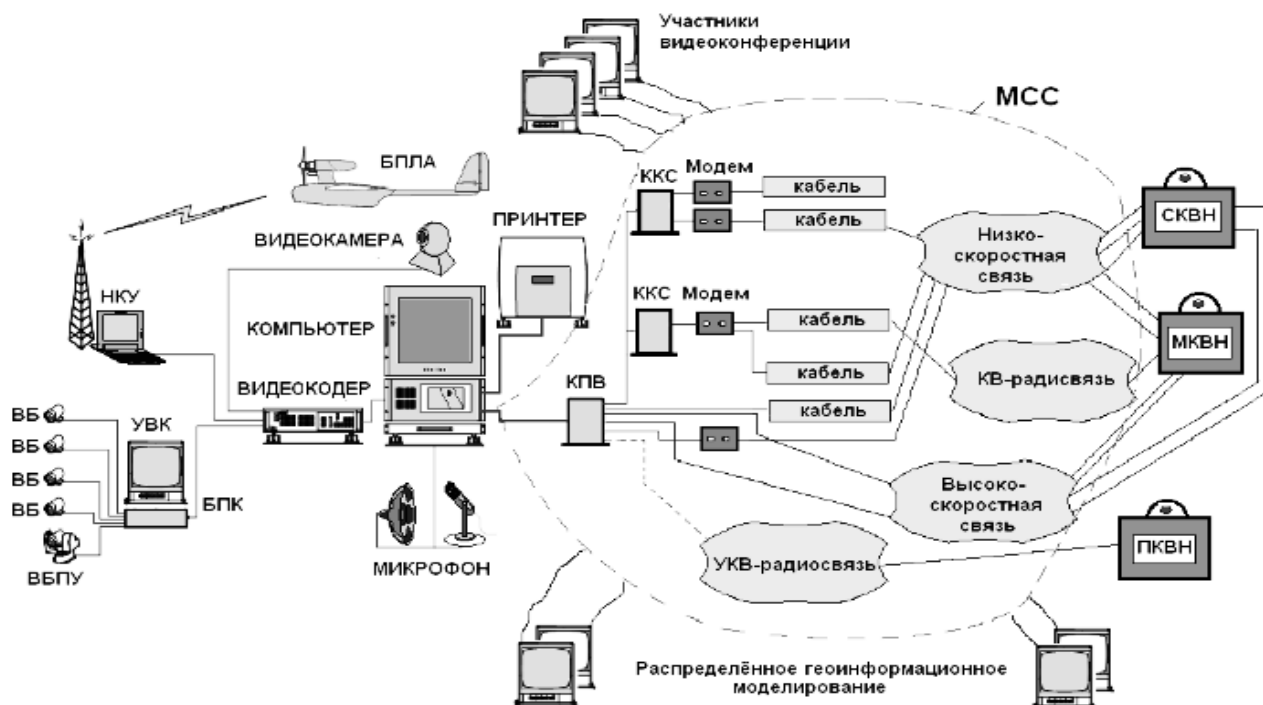 Участники
видеоконференции
МСС
БПЛА
ККС
Модем
кабель
кабель
ПРИНТЕР
ВИДЕОКАМЕРА
СКВН
Низко-
скоростная
связь
НКУ
КОМПЬЮТЕР
ККС
Модем
кабель
МКВН
кабель
КВ-радисвязь
ВИДЕОКОДЕР
КПВ
кабель
ВБ
УВК
ВБ
ВБ
ВБ
БПК
Высоко-
скоростная
связь
ПКВН
УКВ-радиосвязь
ВБПУ
МИКРОФОН
Распределённое геоинформационное
моделирование